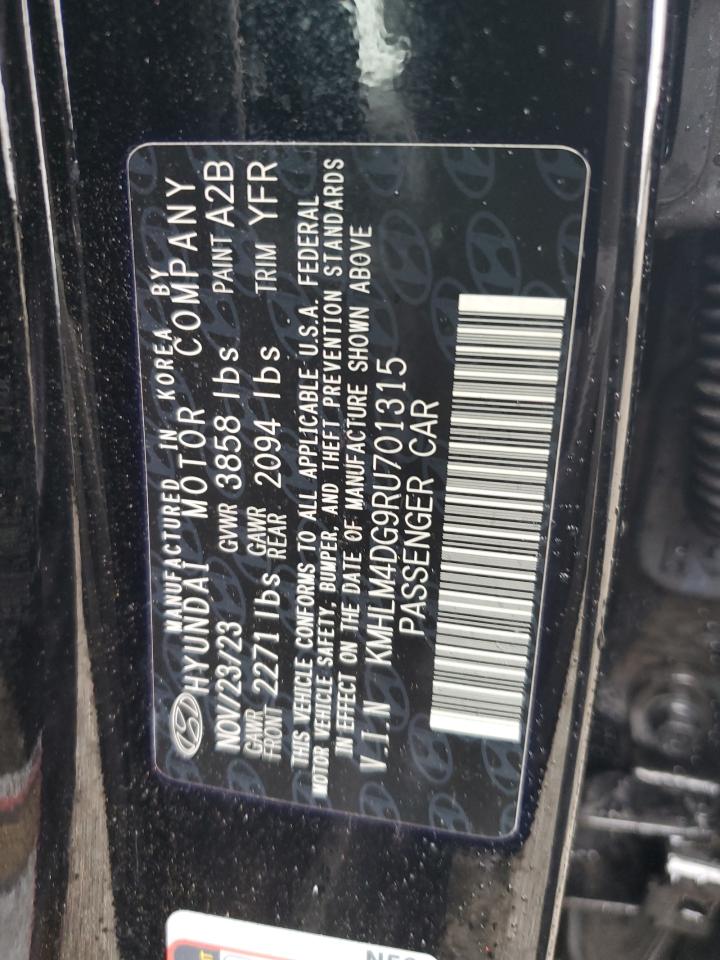 MANUFACTURED IN KOREA BY
HYUNDAI MOTOR COMPANY
NOV/23/23 GVWR 3858 lbs PAINT A2B
GAWR FRONT 2271 lbs GAWR REAR 2094 lbs TRIM YFR
THIS VEHICLE CONFORMS TO ALL APPLICABLE U.S.A. FEDERAL
MOTOR VEHICLE SAFETY, BUMPER, AND THEFT PREVENTION STANDARDS
IN EFFECT ON THE DATE OF MANUFACTURE SHOWN ABOVE
V.I.N KMHLM4DG9RU701315
PASSENGER CAR